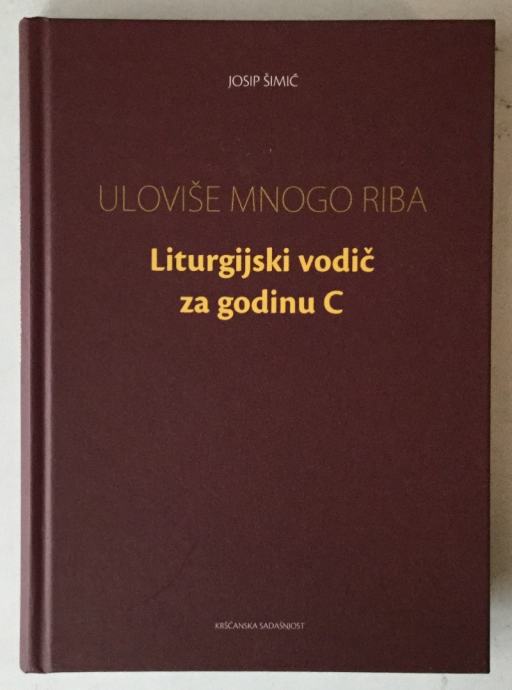 JOSIP ŠIMIĆ
ULOVIŠE MNOGO RIBA
Liturgijski vodič
za godinu C
KRŠĆANSKA SADAŠNJOST